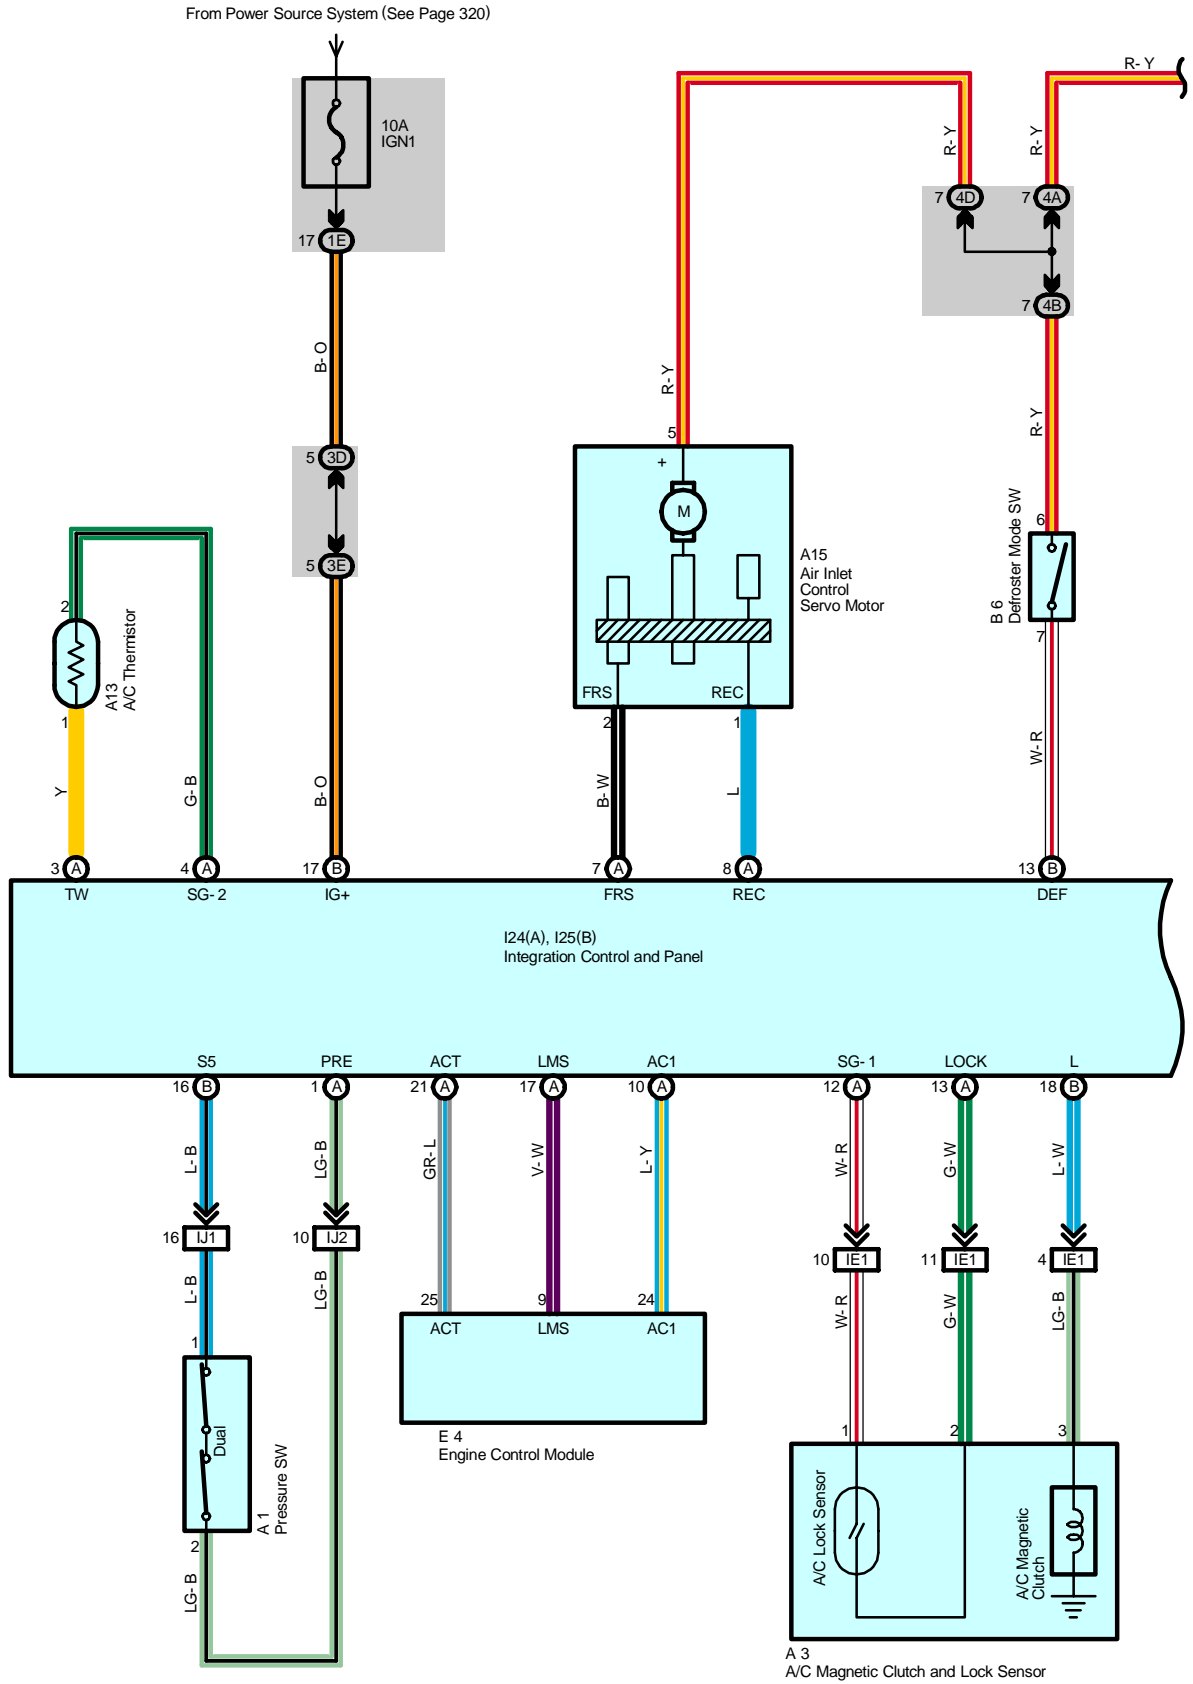 From Power Source System (See Page 320)
R-Y
10A
IGN1
R-Y
R-Y
7 4D
7 4A
17 1E
7 4B
B-O
R-Y
R-Y
5
5 3D
+
M
6
B 6
Defroster Mode SW
A15
Air Inlet
Control
Servo Motor
5 3E
2
A13
A/C Thermistor
7
FRS
REC
1
2
1
W-R
Y
G-B
B-O
B-W
L
3 A
4 A
17 B
7 A
8 A
13 B
TW
SG-2
IG+
FRS
REC
DEF
I24(A), I25(B)
Integration Control and Panel
S5
PRE
ACT
LMS
AC1
SG-1
LOCK
L
16 B
1 A
21 A
17 A
10 A
12 A
13 A
18 B
L-B
LG-B
GR-L
V-W
L-Y
W-R
G-W
L-W
16 IJ1
10 IJ2
10 IE1
11 IE1
4 IE1
L-B
LG-B
25
9
24
W-R
G-W
LG-B
ACT
LMS
AC1
1
Dual
A 1
Pressure SW
E 4
Engine Control Module
1
2
3
A/C Lock Sensor
A/C Magnetic
Clutch
2
LG-B
A 3
A/C Magnetic Clutch and Lock Sensor